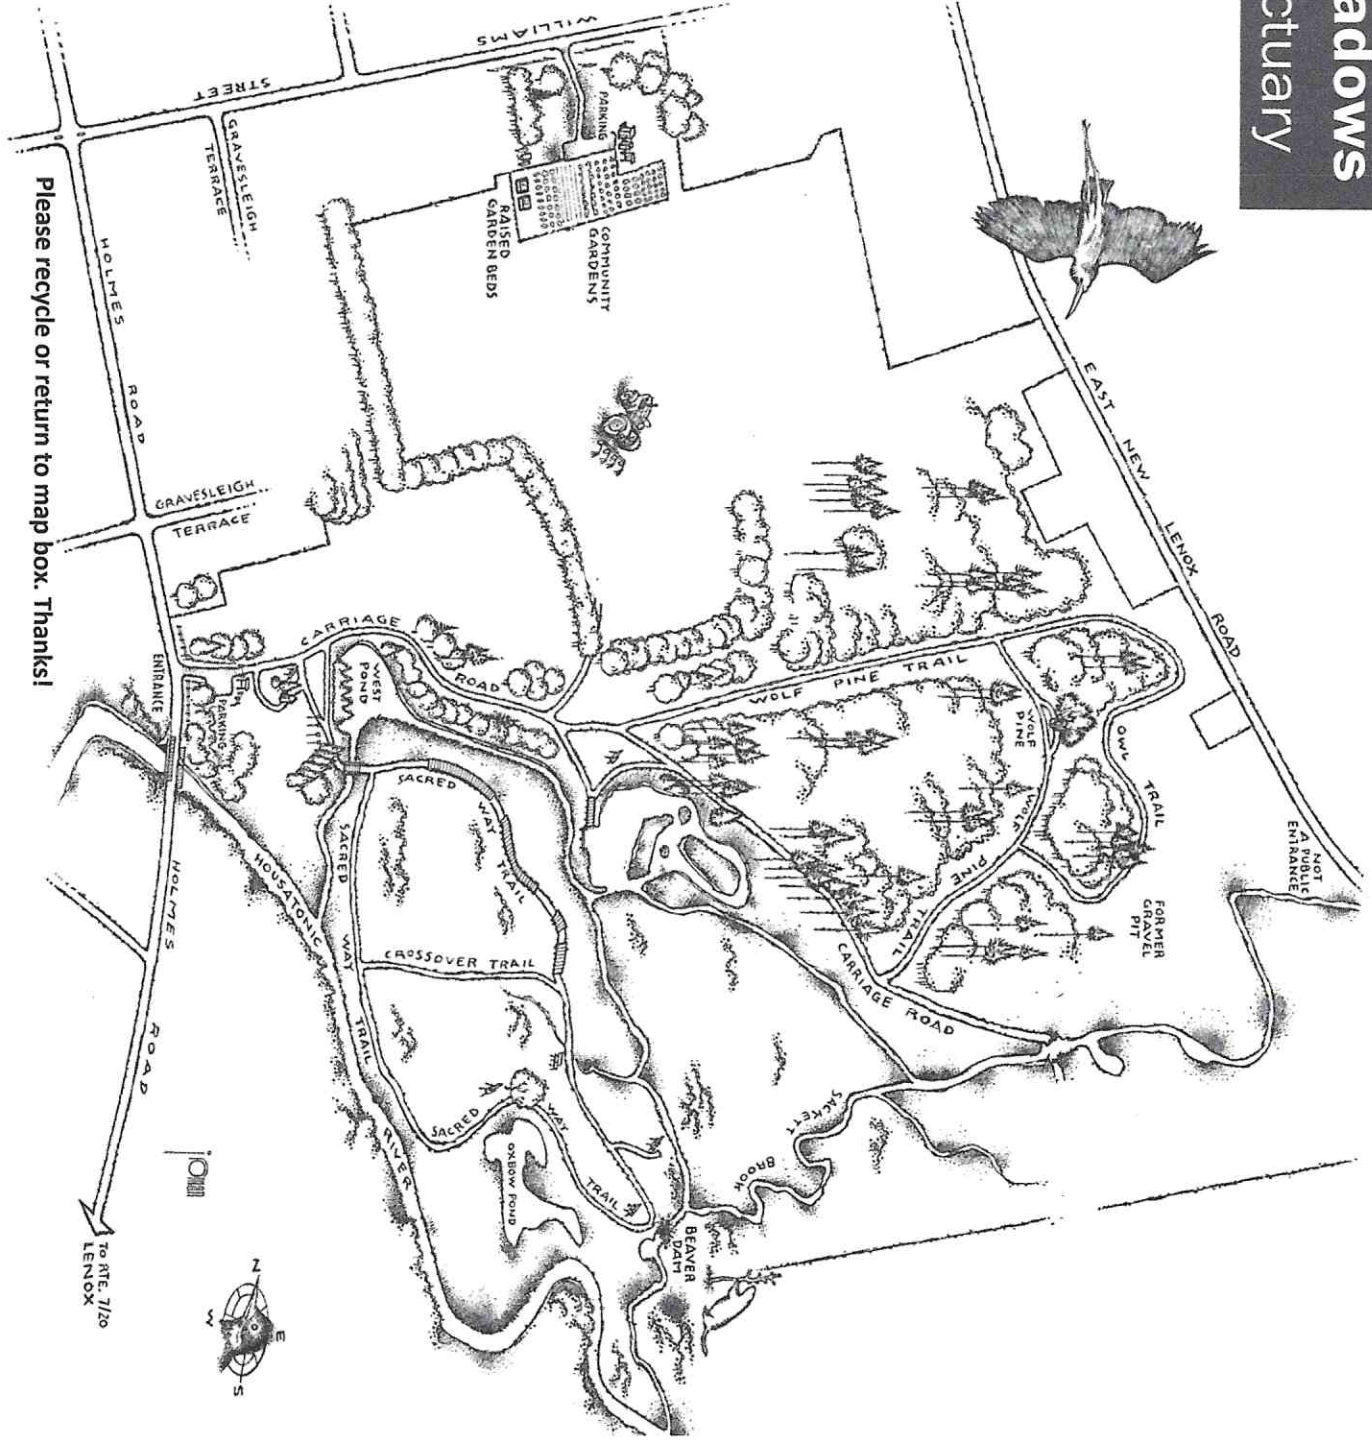 adows
ctuary
WILLIAMS
STREET
GRAVESLEIGH
TERRACE
PARKING
COMMUNITY
GARDENS
RAISED
GARDEN BEDS
HOLMES
ROAD
GRAVESLEIGH
TERRACE
EAST NEW LENOX ROAD
CARRIAGE
ROAD
WEST
POND
ENTRANCE
PARKING
WOLF PINE TRAIL
WOLF
PINE
OWL TRAIL
WOLF PINE TRAIL
NOT
A PUBLIC
ENTRANCE
FORMER
GRAVEL
PIT
CARRIAGE ROAD
SACRED WAY TRAIL
SACRED WAY TRAIL
CROSSOVER TRAIL
SACRED WAY TRAIL
HOUSATONIC
RIVER
OXBOW POND
SACKETT
BROOK
BEAVER
DAM
HOLMES ROAD
TO RTE. 7/20
LENOX
N
E
S
W
Please recycle or return to map box. Thanks!